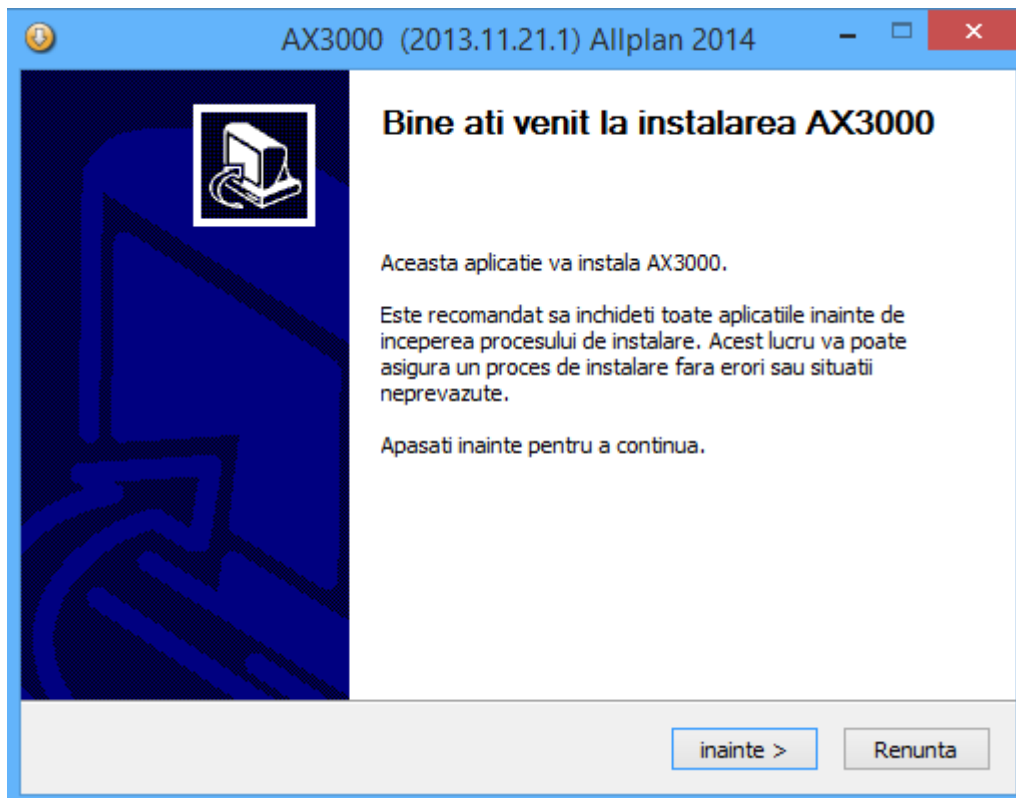 AX3000 (2013.11.21.1) Allplan 2014
Bine ati venit la instalarea AX3000
Aceasta aplicatie va instala AX3000.
Este recomandat sa inchideti toate aplicatiile inainte de
inceperea procesului de instalare. Acest lucru va poate
asigura un proces de instalare fara erori sau situatii
neprevazute.
Apasati inainte pentru a continua.
inainte >
Renunta